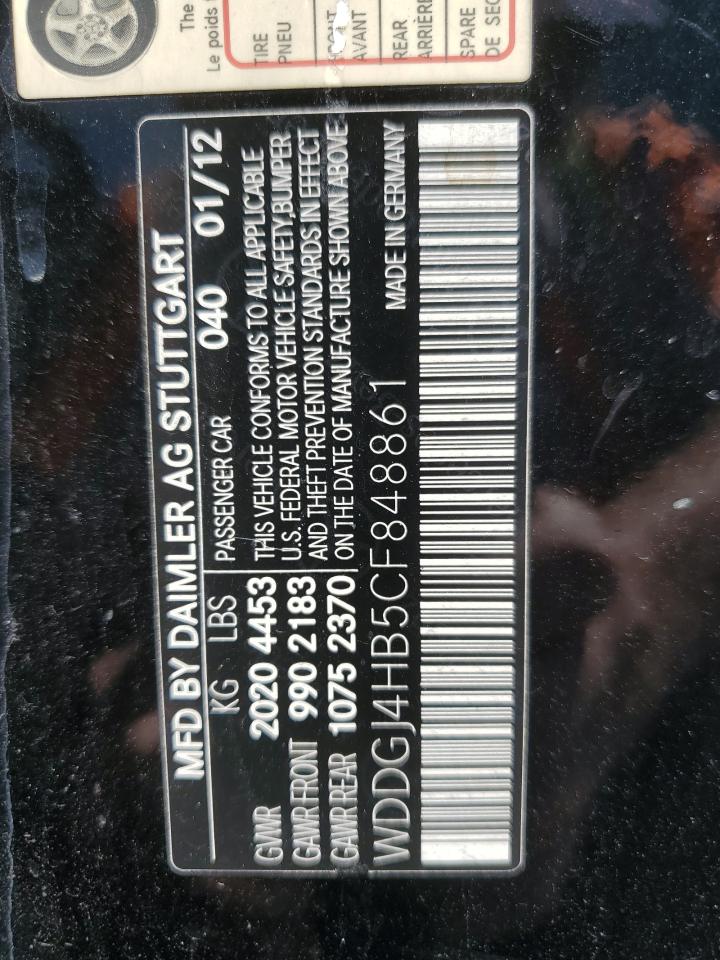 The
Le poids
TIRE
PNEU
AVANT
REAR
ARRIÈRE
SPARE
DE SEC
MFD BY DAIMLER AG STUTTGART
KG LBS PASSENGER CAR 040 01/12
GVWR 2020 4453 THIS VEHICLE CONFORMS TO ALL APPLICABLE
U.S. FEDERAL MOTOR VEHICLE SAFETY, BUMPER,
GAWR FRONT 990 2183 AND THEFT PREVENTION STANDARDS IN EFFECT
GAWR REAR 1075 2370 ON THE DATE OF MANUFACTURE SHOWN ABOVE
WDDGJ4HB5CF848861 MADE IN GERMANY